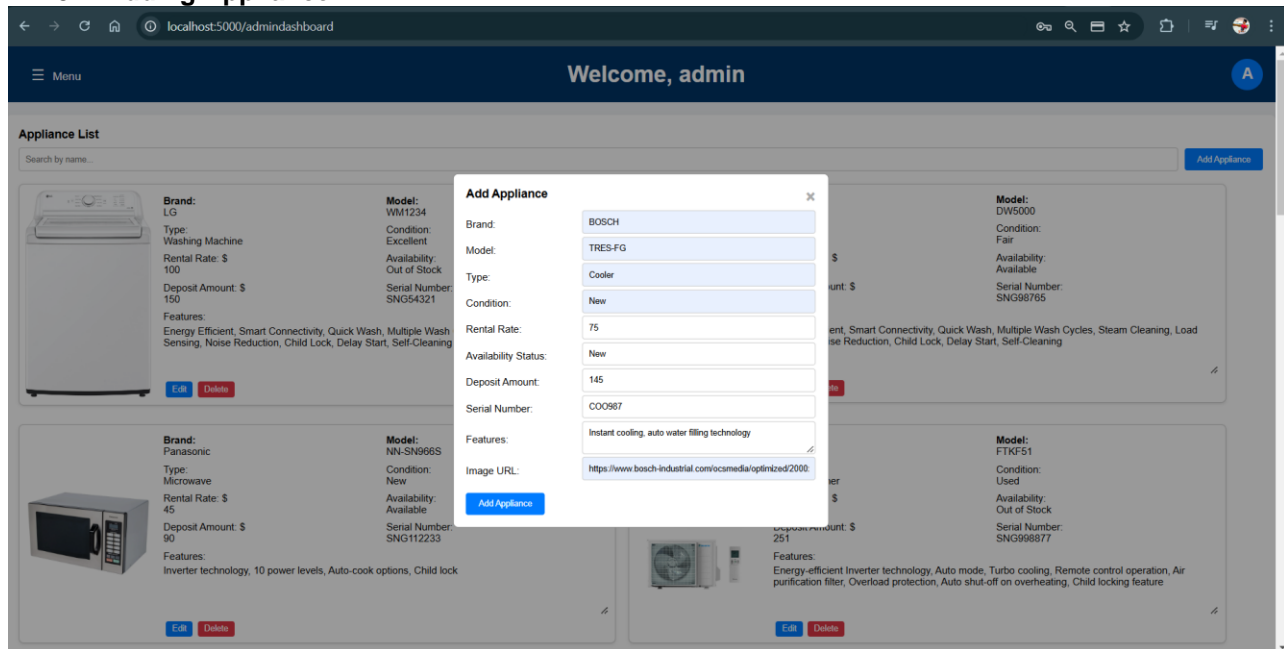 localhost:5000/admindashboard
Menu
Welcome, admin
A
Appliance List
Search by name...
Add Appliance
Brand:
LG
Model:
WM1234
Type:
Washing Machine
Condition:
Excellent
Rental Rate: $
100
Availability:
Out of Stock
Deposit Amount: $
150
Serial Number:
SNG54321
Features:
Energy Efficient, Smart Connectivity, Quick Wash, Multiple Wash
Sensing, Noise Reduction, Child Lock, Delay Start, Self-Cleaning
Edit Delete
Model:
DW5000
Condition:
Fair
$
Availability:
Available
$
Serial Number:
SNG98765
Smart Connectivity, Quick Wash, Multiple Wash Cycles, Steam Cleaning, Load
Reduction, Child Lock, Delay Start, Self-Cleaning
Add Appliance ×
Brand: BOSCH
Model: TRES-FG
Type: Cooler
Condition: New
Rental Rate: 75
Availability Status: New
Deposit Amount: 145
Serial Number: COO987
Features: Instant cooling, auto water filling technology
Image URL: https://www.bosch-industrial.com/ocsmedia/optimized/2000
Add Appliance
Brand:
Panasonic
Model:
NN-SN966S
Type:
Microwave
Condition:
New
Rental Rate: $
45
Availability:
Available
Deposit Amount: $
90
Serial Number:
SNG112233
Features:
Inverter technology, 10 power levels, Auto-cook options, Child lock
Edit Delete
Model:
FTKF51
Condition:
Used
$
Availability:
Out of Stock
Deposit Amount: $
251
Serial Number:
SNG998877
Features:
Energy-efficient Inverter technology, Auto mode, Turbo cooling, Remote control operation, Air
purification filter, Overload protection, Auto shut-off on overheating, Child locking feature
Edit Delete